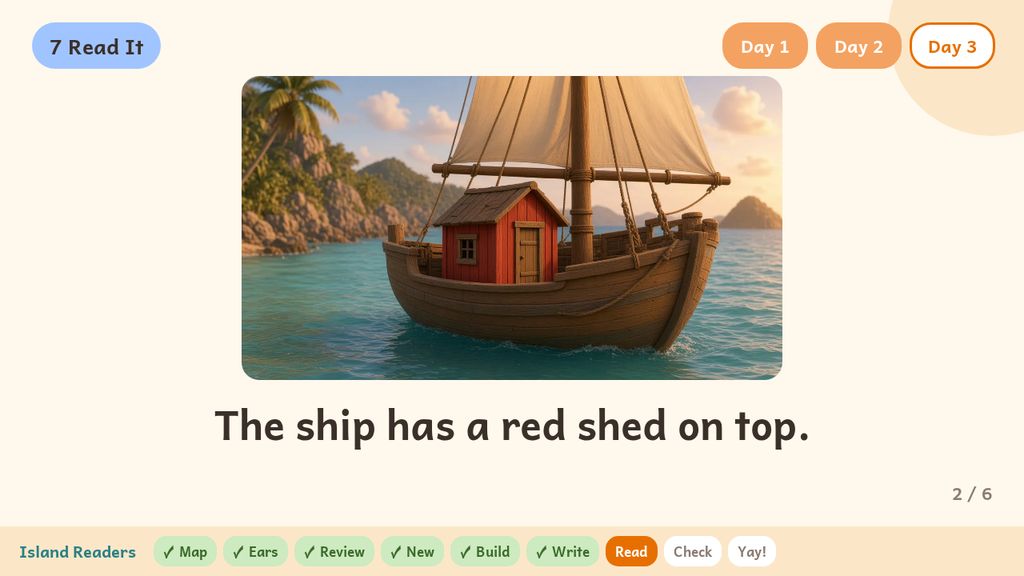 7 Read It
Day 1
Day 2
Day 3
The ship has a red shed on top.
2 / 6
Island Readers
✓ Map
✓ Ears
✓ Review
✓ New
✓ Build
✓ Write
Read
Check
Yay!